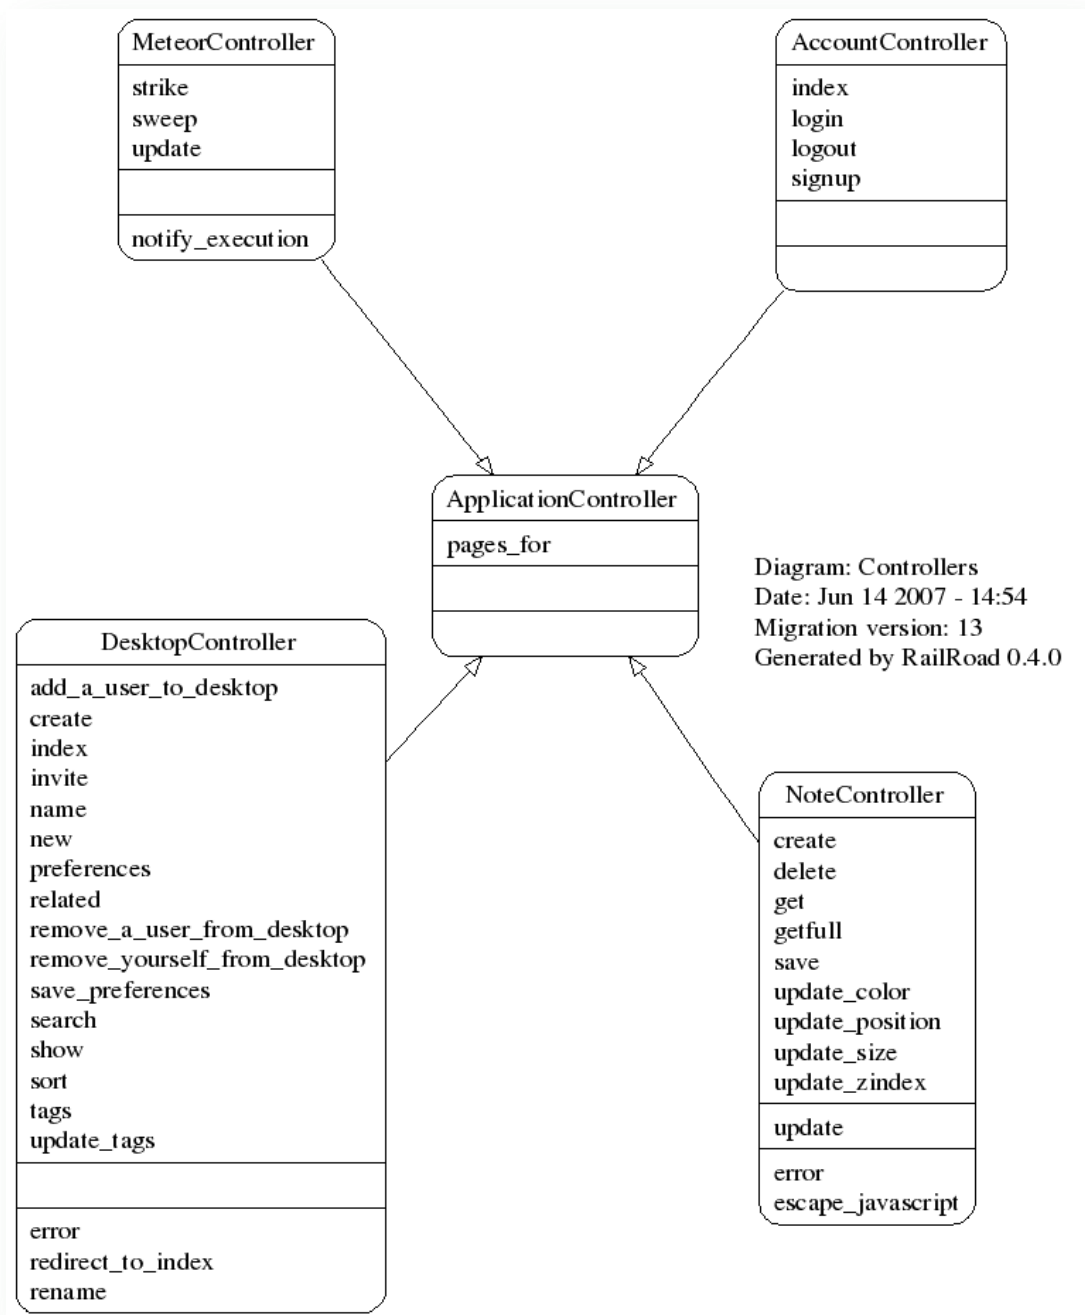 MeteorController
strike
sweep
update
notify_execution
AccountController
index
login
logout
signup
ApplicationController
pages_for
Diagram: Controllers
Date: Jun 14 2007 - 14:54
Migration version: 13
Generated by RailRoad 0.4.0
DesktopController
add_a_user_to_desktop
create
index
invite
name
new
preferences
related
remove_a_user_from_desktop
remove_yourself_from_desktop
save_preferences
search
show
sort
tags
update_tags
error
redirect_to_index
rename
NoteController
create
delete
get
getfull
save
update_color
update_position
update_size
update_zindex
update
error
escape_javascript